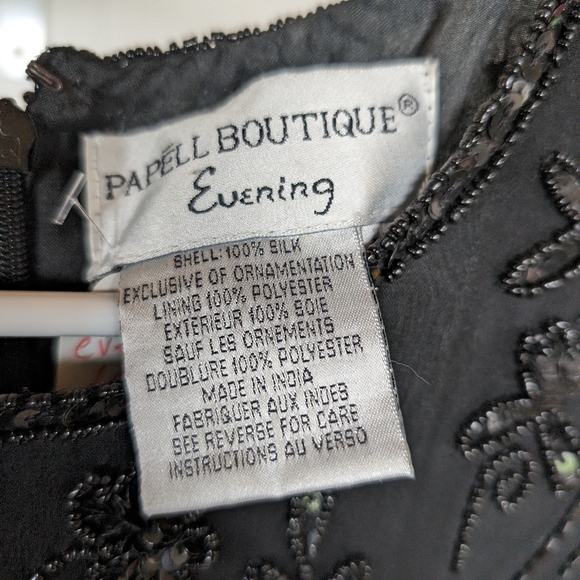 PAPÉLL BOUTIQUE®
Evening
SHELL: 100% SILK
EXCLUSIVE OF ORNAMENTATION
LINING 100% POLYESTER
EXTERIEUR 100% SOIE
SAUF LES ORNEMENTS
DOUBLURE 100% POLYESTER
MADE IN INDIA
FABRIQUER AUX INDES
SEE REVERSE FOR CARE
INSTRUCTIONS AU VERSO